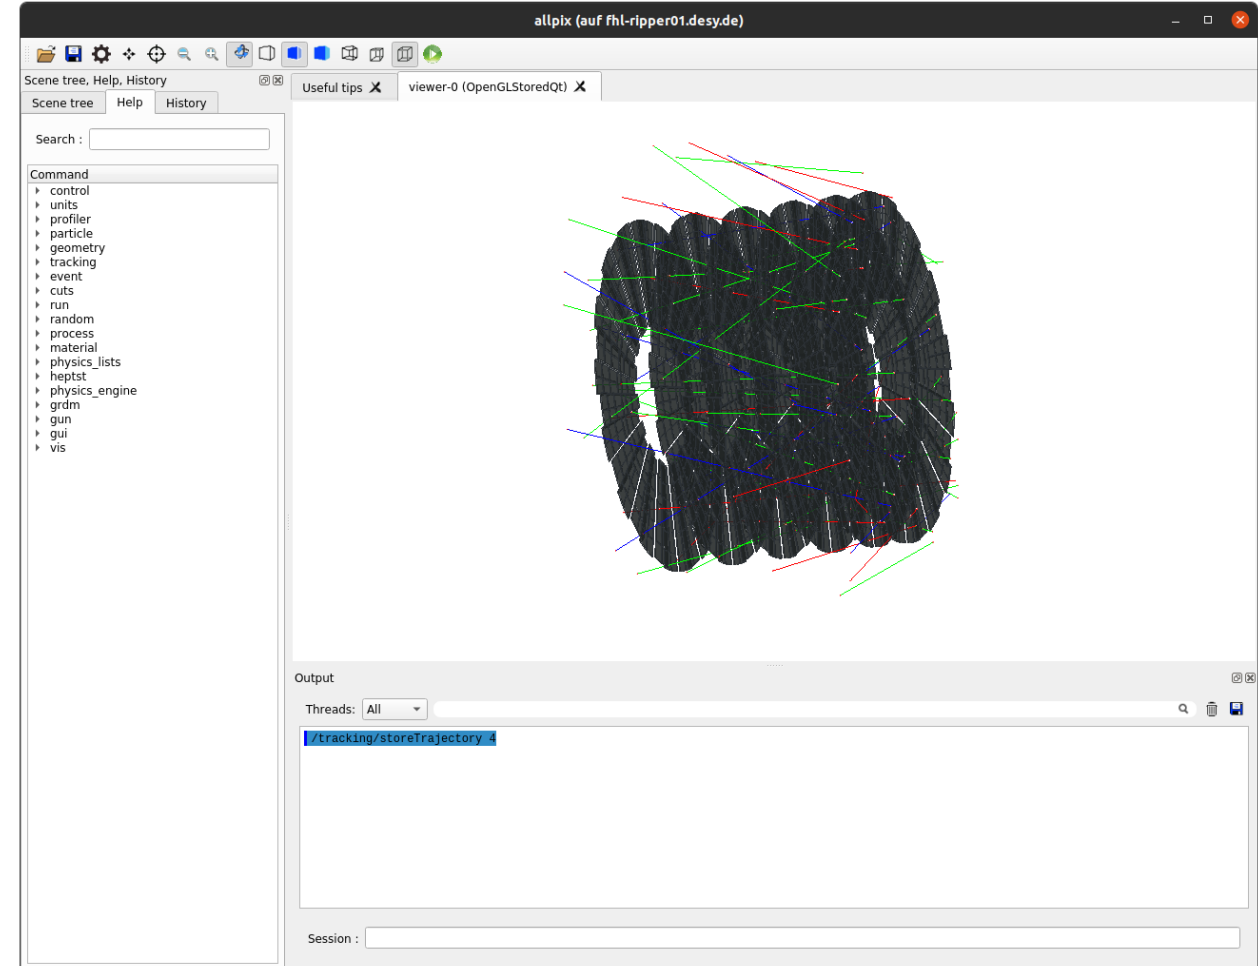 allpix (auf fhl-ripper01.desy.de)
Scene tree, Help, History
Scene tree Help History
Search :
Command
control
units
profiler
particle
geometry
tracking
event
cuts
run
random
process
material
physics_lists
heptst
physics_engine
grdm
gun
gui
vis
Useful tips viewer-0 (OpenGLStoredQt)
Output
Threads: All
/tracking/storeTrajectory 4
Session :